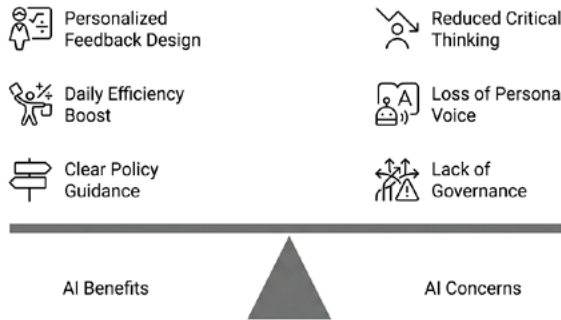 Personalized
Feedback Design
Daily Efficiency
Boost
Clear Policy
Guidance
Reduced Critical
Thinking
A
Loss of Persona
Voice
Lack of
Governance
AI Benefits
AI Concerns